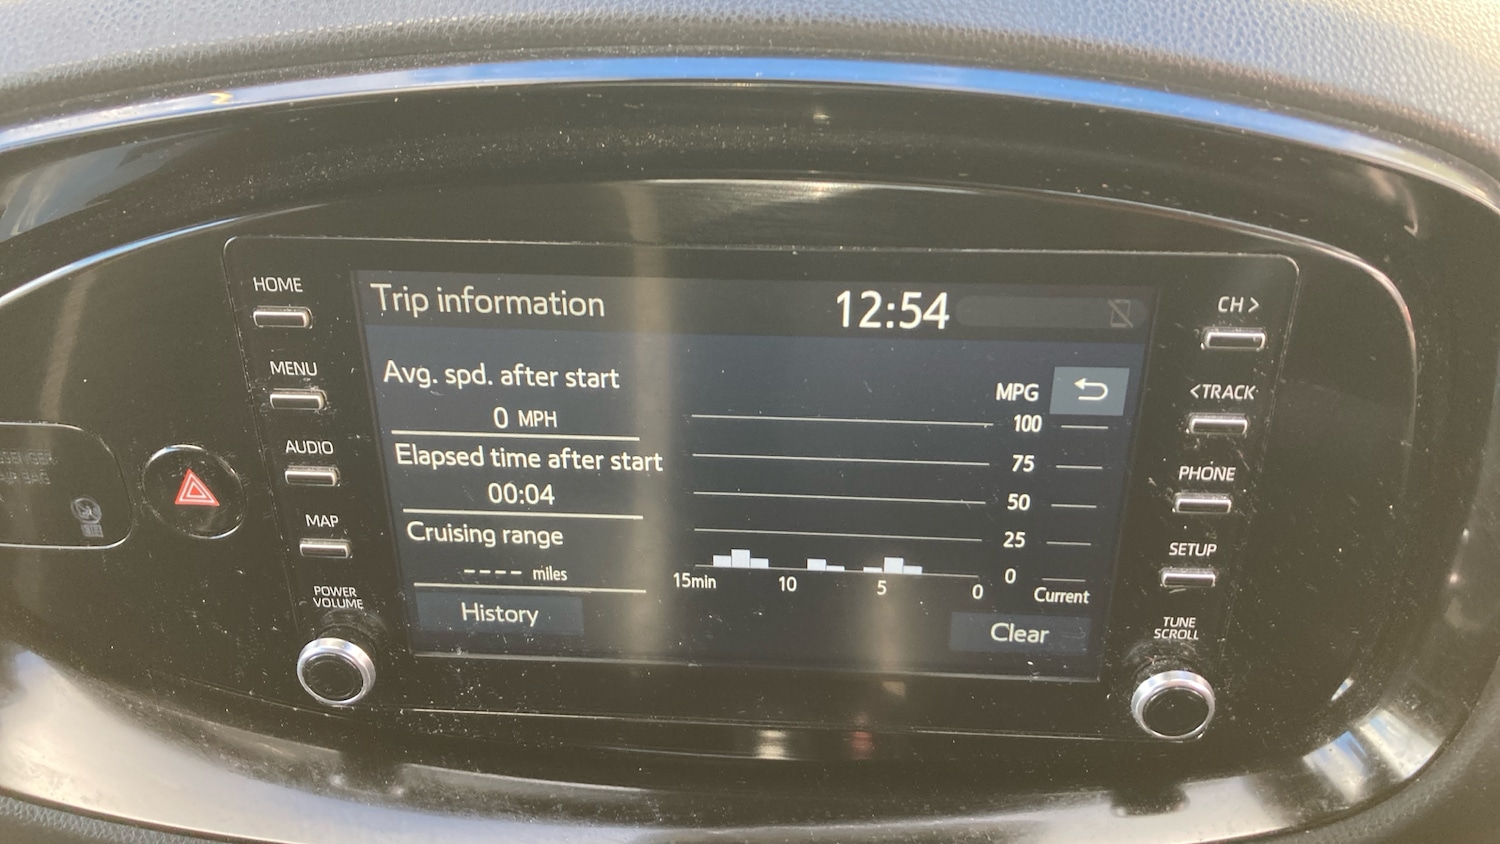 HOME
MENU
AUDIO
MAP
POWER
VOLUME
Trip information
12:54
Avg. spd. after start
0 MPH
Elapsed time after start
00:04
Cruising range
---- miles
History
MPG
100
75
50
25
0
15min 10 5 0 Current
Clear
CH >
< TRACK
PHONE
SETUP
TUNE
SCROLL